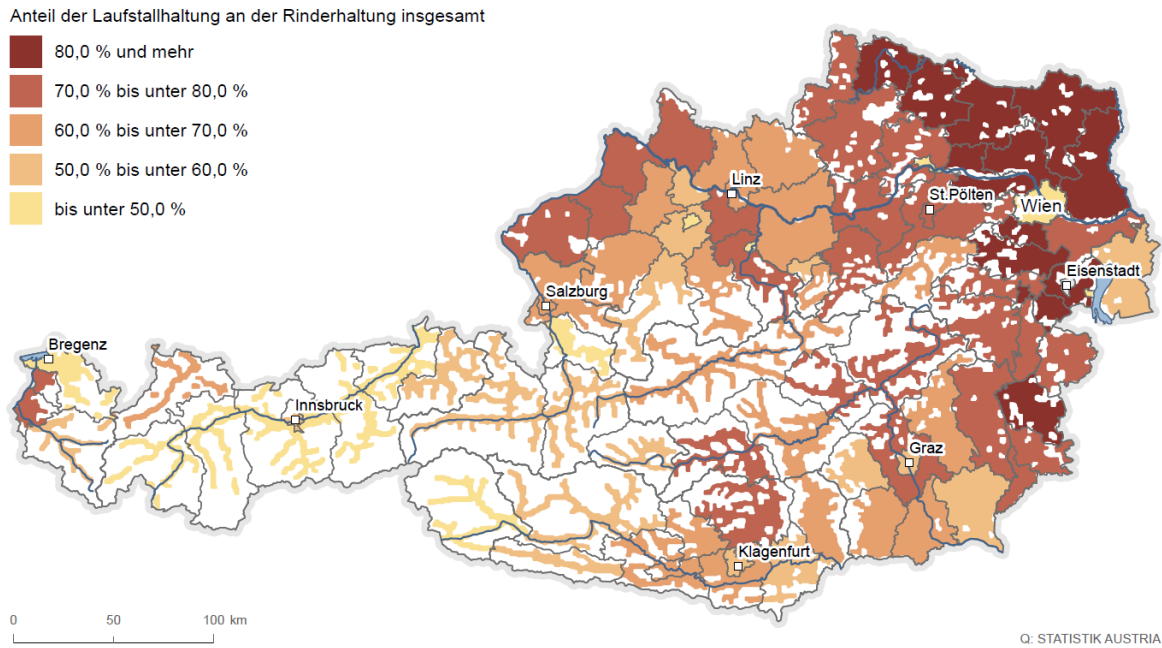 Anteil der Laufstallhaltung an der Rinderhaltung insgesamt
80,0 % und mehr
70,0 % bis unter 80,0 %
60,0 % bis unter 70,0 %
50,0 % bis unter 60,0 %
bis unter 50,0 %
Linz
St.Pölten
Wien
Eisenstadt
Salzburg
Bregenz
Innsbruck
Graz
Klagenfurt
0 50 100 km
Q: STATISTIK AUSTRIA